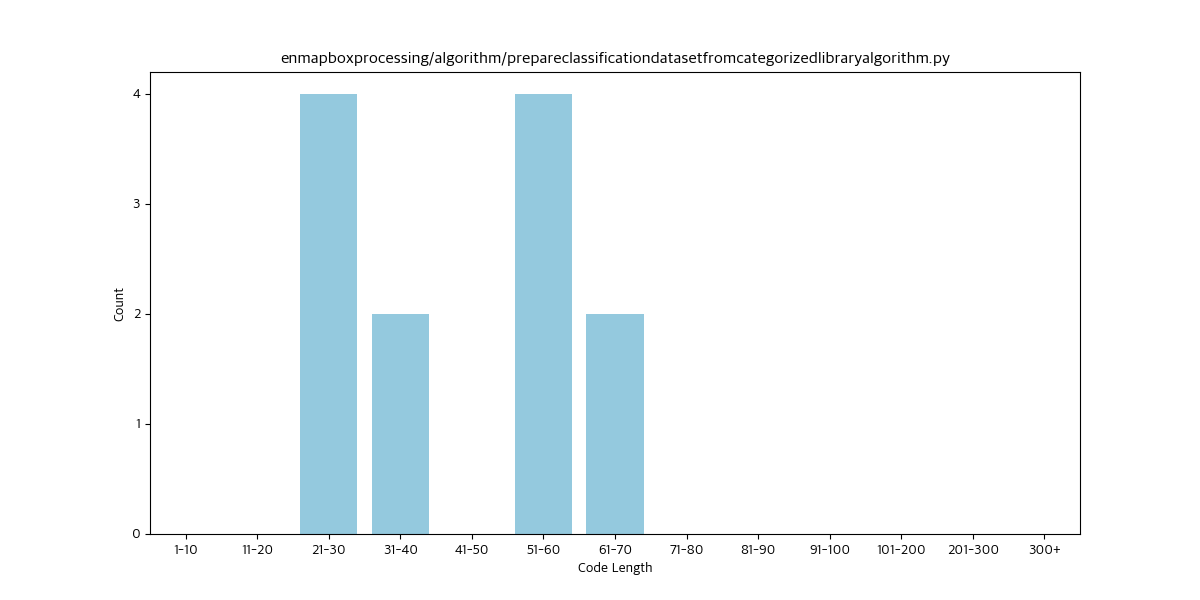 enmapboxprocessing/algorithm/prepareclassificationdatasetfromcategorizedlibraryalgorithm.py
4
3
2
1
0
Count
1-10 11-20 21-30 31-40 41-50 51-60 61-70 71-80 81-90 91-100 101-200 201-300 300+
Code Length